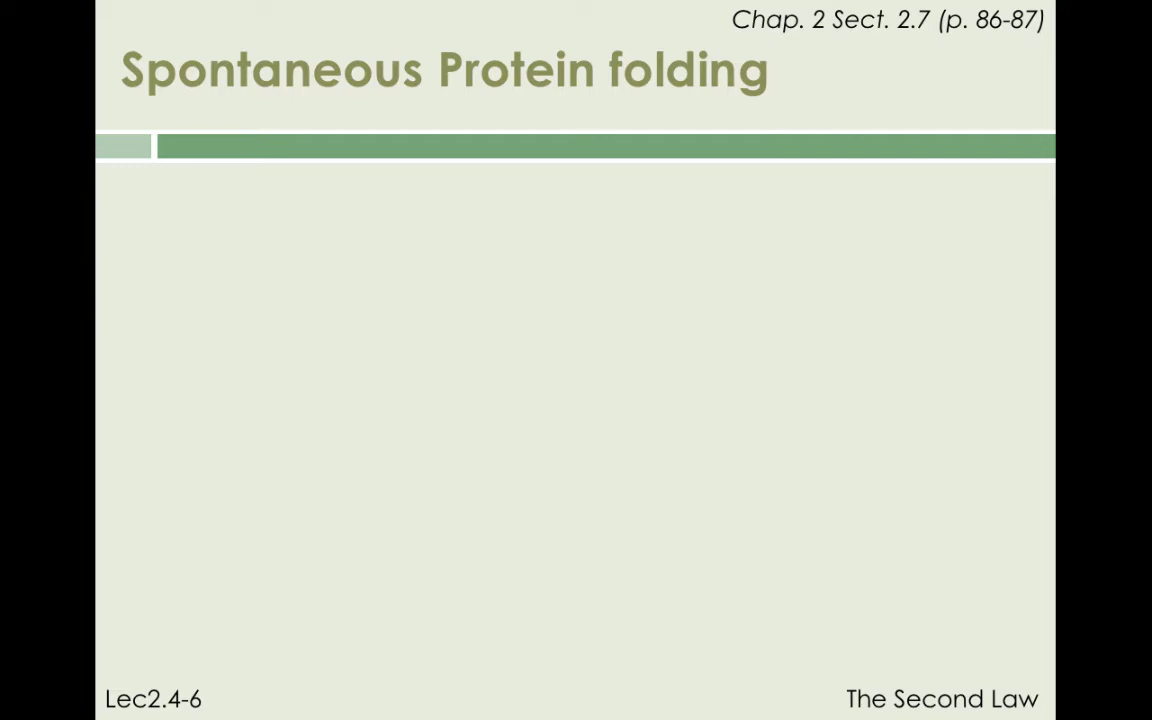 Chap. 2 Sect. 2.7 (p. 86-87)
Spontaneous Protein folding
Lec2.4-6
The Second Law